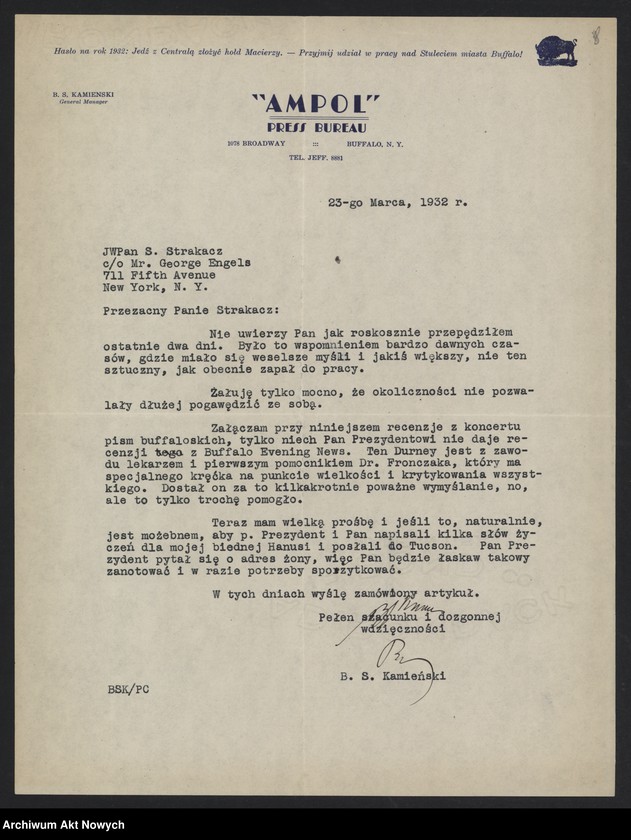 8
Hasło na rok 1932: Jedź z Centralą złożyć hołd Macierzy. — Przyjmij udział w pracy nad Stuleciem miasta Buffalo!
B. S. KAMIENSKI
General Manager
"AMPOL"
PRESS BUREAU
1078 BROADWAY ::: BUFFALO, N. Y.
TEL. JEFF. 8881
23-go Marca, 1932 r.
JWPan S. Strakacz
c/o Mr. George Engels
711 Fifth Avenue
New York, N. Y.
Przezacny Panie Strakacz:
Nie uwierzy Pan jak roskosznie przepędziłem
ostatnie dwa dni. Było to wspomnieniem bardzo dawnych cza-
sów, gdzie miało się weselsze myśli i jakiś większy, nie ten
sztuczny, jak obecnie zapał do pracy.
Żałuję tylko mocno, że okoliczności nie pozwa-
lały dłużej pogawędzić ze sobą.
Załączam przy niniejszem recenzje z koncertu
pism buffaloskich, tylko niech Pan Prezydentowi nie daje re-
cenzji tego z Buffalo Evening News. Ten Durney jest z zawo-
du lekarzem i pierwszym pomocnikiem Dr. Fronczaka, który ma
specjalnego kręćka na punkcie wielkości i krytykowania wszyst-
kiego. Dostał on za to kilkakrotnie poważne wymyślanie, no,
ale to tylko trochę pomogło.
Teraz mam wielką prośbę i jeśli to, naturalnie,
jest możebnem, aby p. Prezydent i Pan napisali kilka słów ży-
czeń dla mojej biednej Hanusi i posłali do Tucson. Pan Pre-
zydent pytał się o adres żony, więc Pan będzie łaskaw takowy
zanotować i w razie potrzeby spożytkować.
W tych dniach wyślę zamówiony artykuł.
Pełen szacunku i dozgonnej
wdzięczności
B. S. Kamieński
BSK/PC
Archiwum Akt Nowych